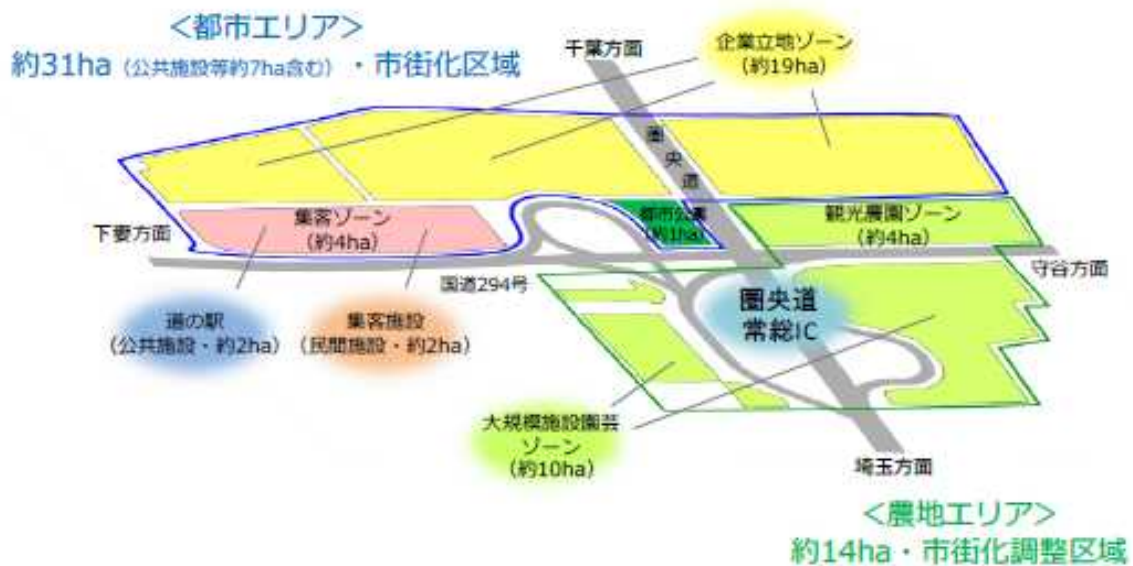 <都市エリア>
約31ha（公共施設等約7ha含む）・市街化区域
千葉方面
企業立地ゾーン
（約19ha）
圏央道
下妻方面
集客ゾーン
（約4ha）
都市公園
（約1ha）
観光農園ゾーン
（約4ha）
守谷方面
国道294号
道の駅
（公共施設・約2ha）
集客施設
（民間施設・約2ha）
圏央道
常総IC
大規模施設園芸
ゾーン
（約10ha）
埼玉方面
<農地エリア>
約14ha・市街化調整区域